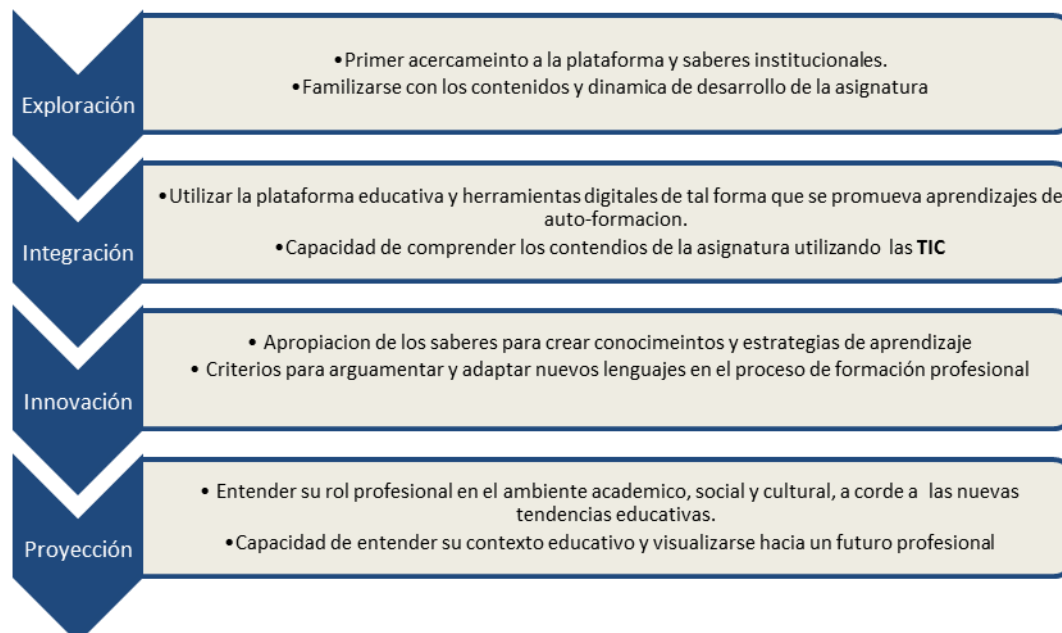 Exploración
•Primer acercameinto a la plataforma y saberes institucionales.
•Familizarse con los contenidos y dinamica de desarrollo de la asignatura
Integración
•Utilizar la plataforma educativa y herramientas digitales de tal forma que se promueva aprendizajes de
auto-formacion.
•Capacidad de comprender los contendios de la asignatura utilizando las TIC
Innovación
• Apropiacion de los saberes para crear conocimeintos y estrategias de aprendizaje
• Criterios para arguamentar y adaptar nuevos lenguajes en el proceso de formación profesional
Proyección
• Entender su rol profesional en el ambiente academico, social y cultural, a corde a las nuevas
tendencias educativas.
•Capacidad de entender su contexto educativo y visualizarse hacia un futuro profesional